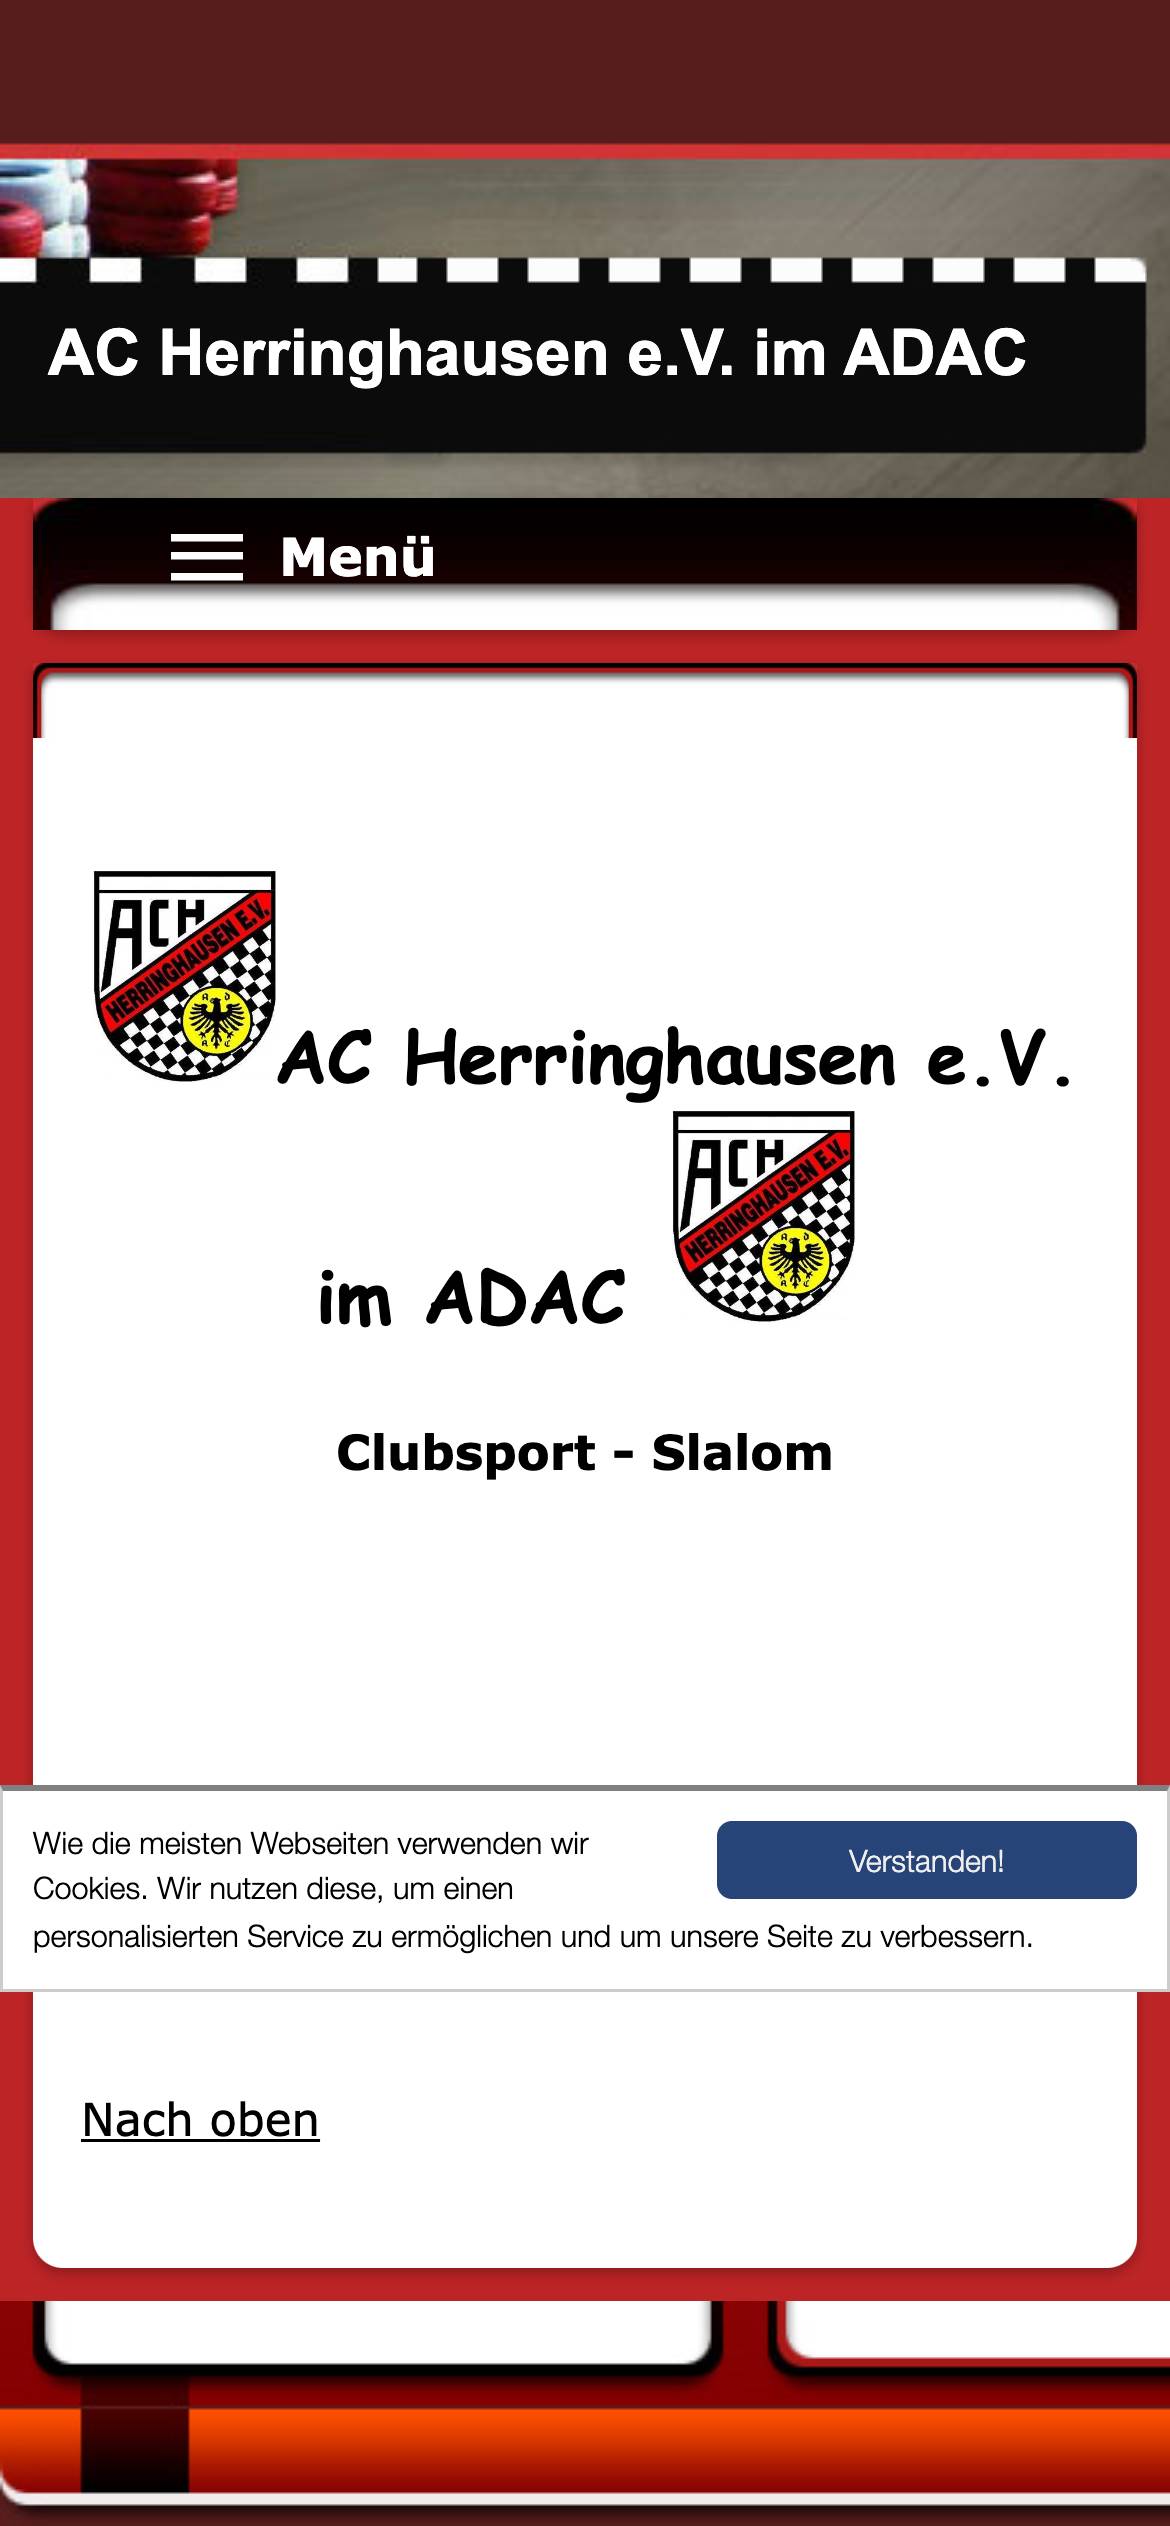 AC Herringhausen e.V. im ADAC
Menü
ACH
HERRINGHAUSEN E.V.
A D
A C
AC Herringhausen e.V.
ACH
HERRINGHAUSEN E.V.
A D
A C
im ADAC
Clubsport - Slalom
Wie die meisten Webseiten verwenden wir
Verstanden!
Cookies. Wir nutzen diese, um einen
personalisierten Service zu ermöglichen und um unsere Seite zu verbessern.
Nach oben